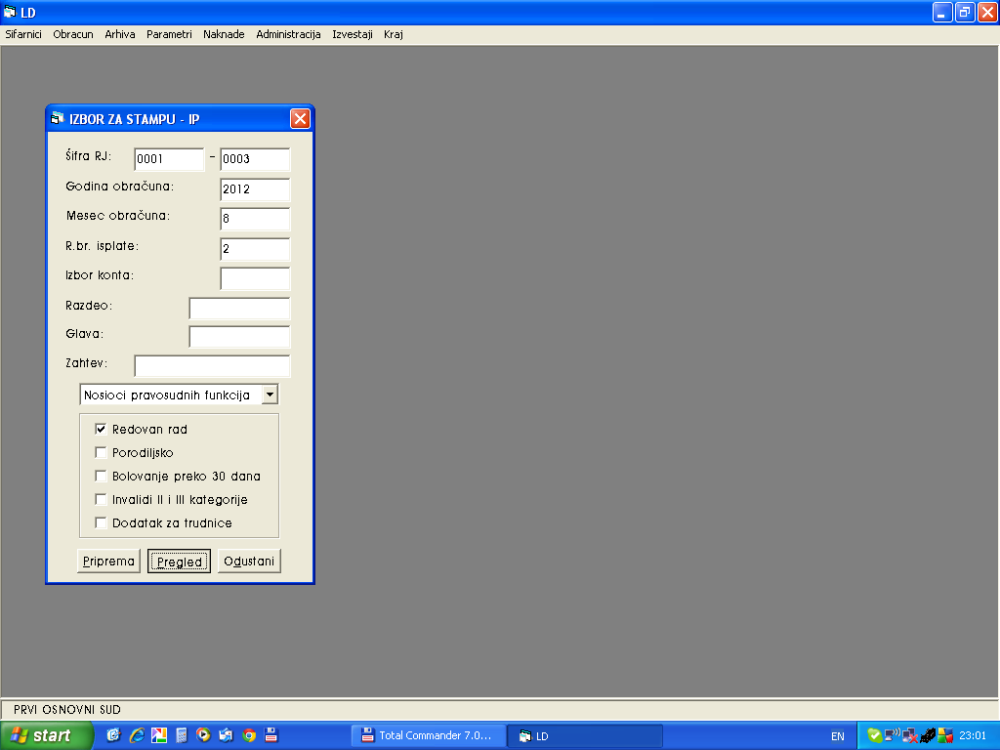 LD
Sifarnici Obracun Arhiva Parametri Naknade Administracija Izvestaji Kraj
IZBOR ZA STAMPU - IP
Šifra RJ: 0001 - 0003
Godina obračuna: 2012
Mesec obračuna: 8
R.br. isplate: 2
Izbor konta:
Razdeo:
Glava:
Zahtev:
Nosioci pravosudnih funkcija
Redovan rad
Porodiljsko
Bolovanje preko 30 dana
Invalidi II i III kategorije
Dodatak za trudnice
Priprema Pregled Odustani
PRVI OSNOVNI SUD
start Total Commander 7.0... LD EN 23:01